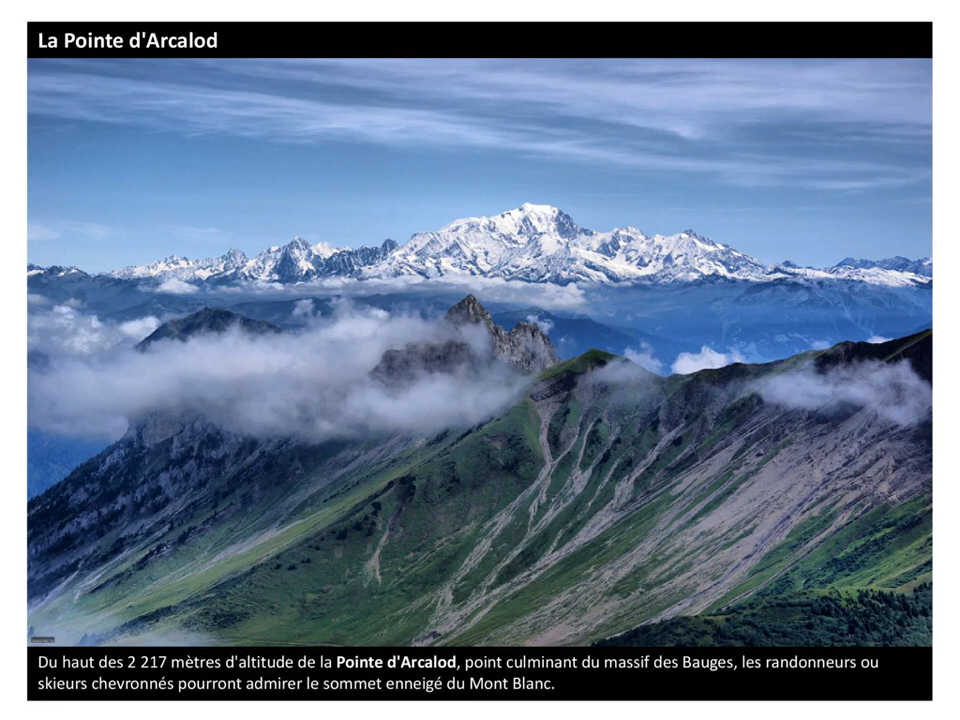 La Pointe d'Arcalod
Du haut des 2 217 mètres d'altitude de la Pointe d'Arcalod, point culminant du massif des Bauges, les randonneurs ou
skieurs chevronnés pourront admirer le sommet enneigé du Mont Blanc.